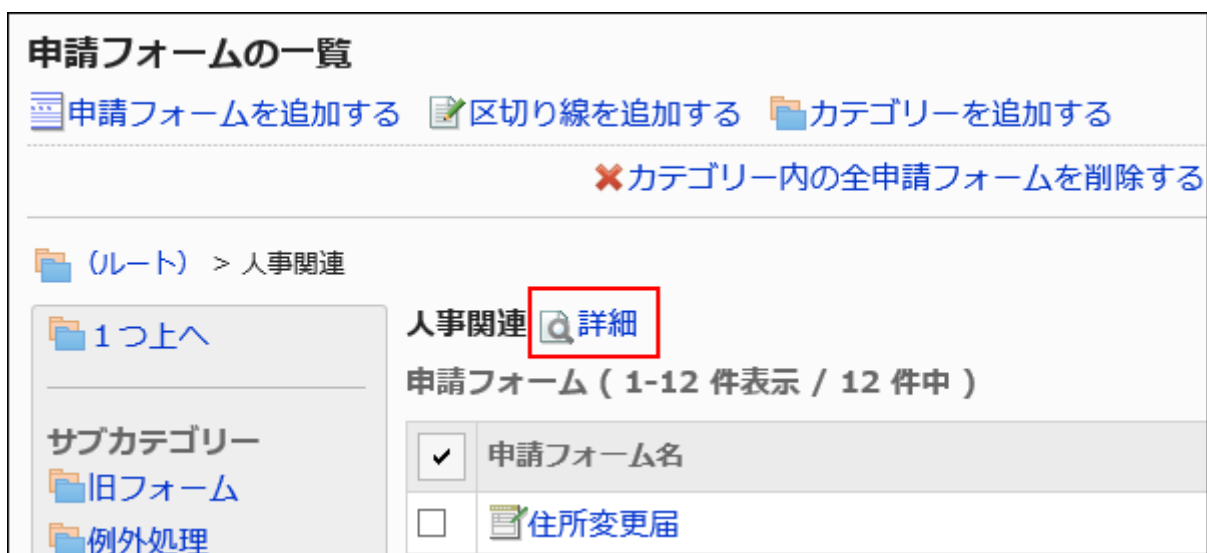 申請フォームの一覧
申請フォームを追加する 区切り線を追加する カテゴリーを追加する
カテゴリー内の全申請フォームを削除する
（ルート） > 人事関連
1つ上へ
サブカテゴリー
旧フォーム
例外処理
人事関連 詳細
申請フォーム ( 1-12 件表示 / 12 件中 )
申請フォーム名
住所変更届